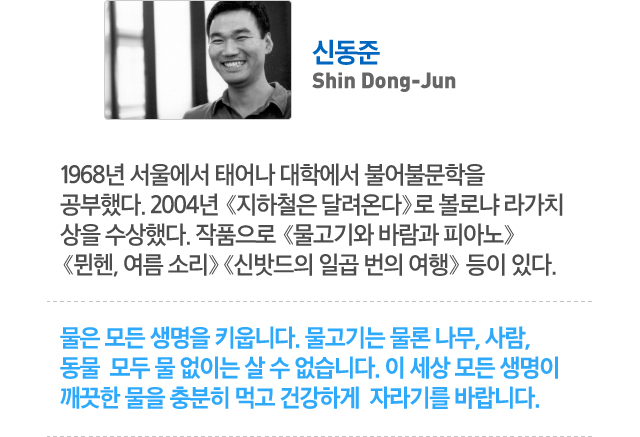 신동준
Shin Dong-Jun
1968년 서울에서 태어나 대학에서 불어불문학을
공부했다. 2004년 《지하철은 달려온다》로 볼로냐 라가치
상을 수상했다. 작품으로 《물고기와 바람과 피아노》
《뮌헨, 여름 소리》 《신밧드의 일곱 번의 여행》 등이 있다.
물은 모든 생명을 키웁니다. 물고기는 물론 나무, 사람,
동물 모두 물 없이는 살 수 없습니다. 이 세상 모든 생명이
깨끗한 물을 충분히 먹고 건강하게 자라기를 바랍니다.